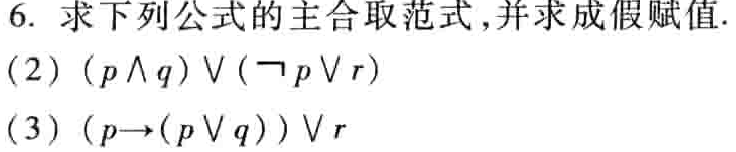 6. 求下列公式的主合取范式,并求成假赋值.
(2) (p∧q)∨(¬p∨r)
(3) (p→(p∨q))∨r